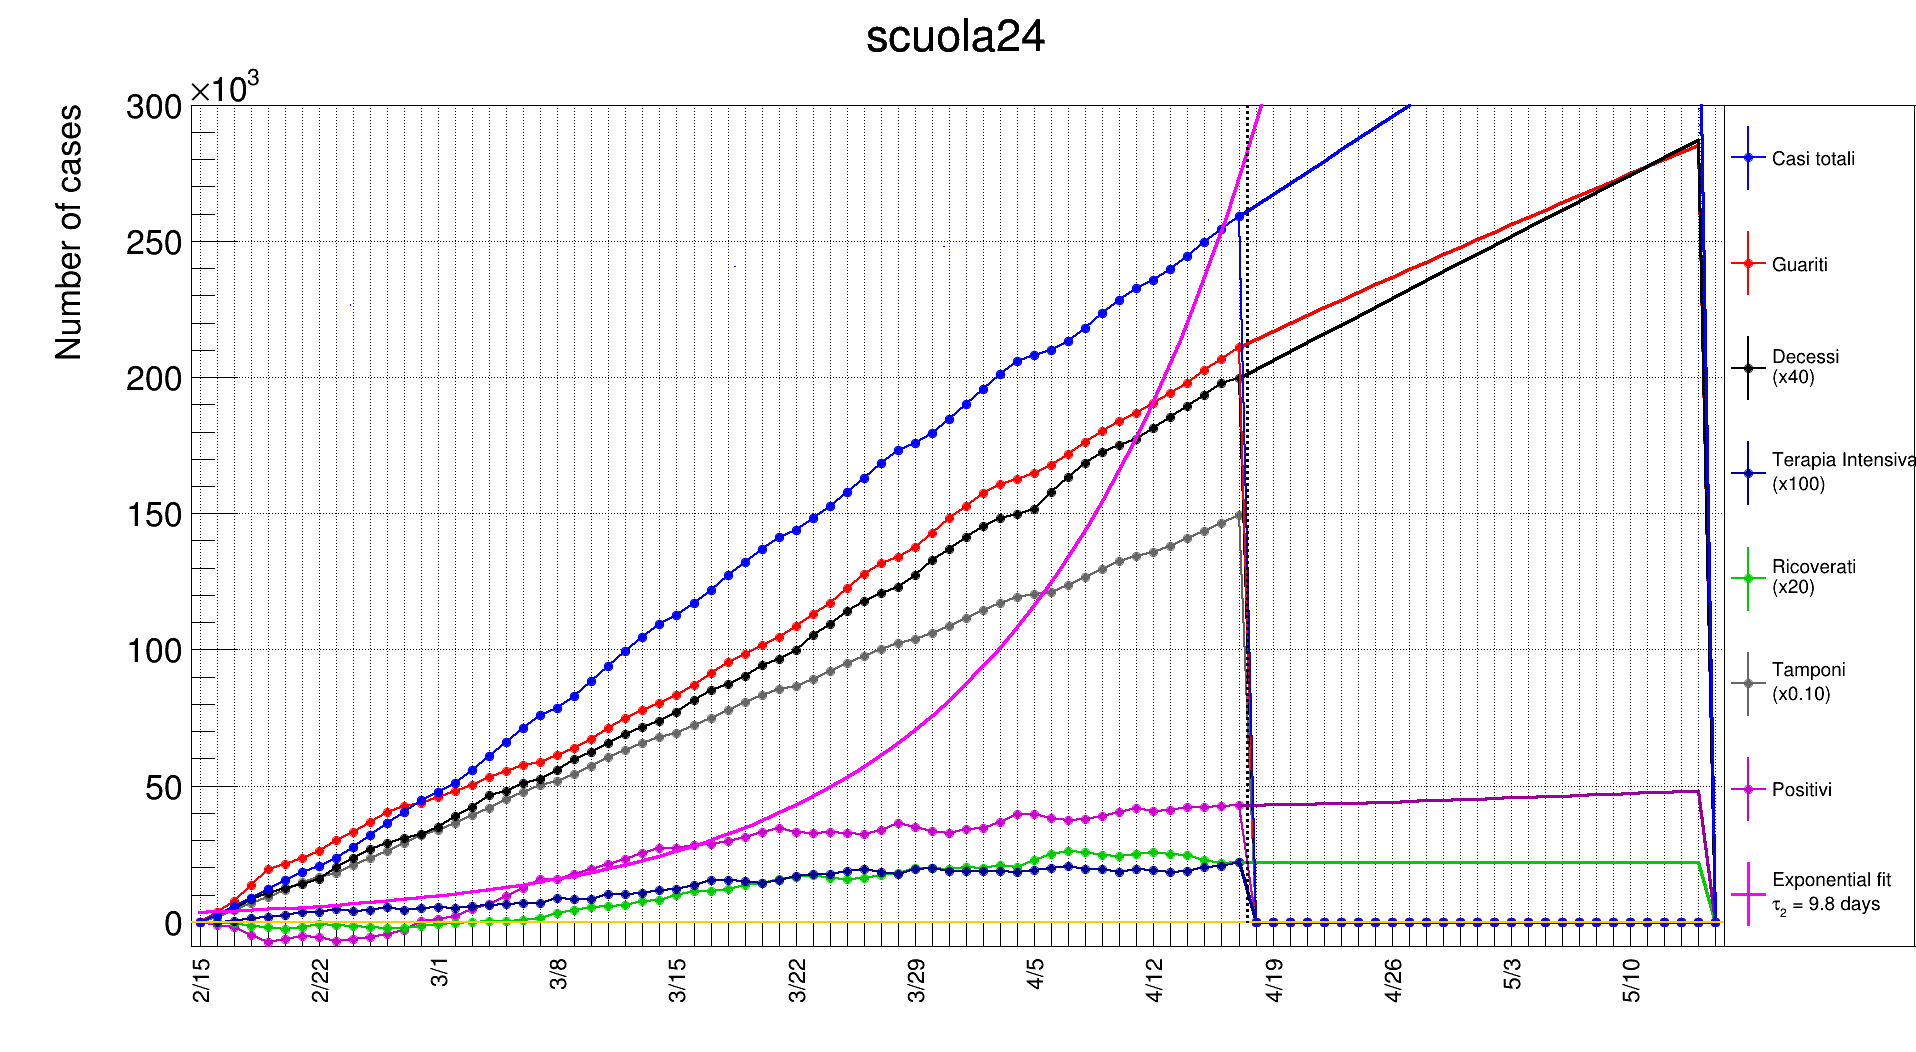 scuola24
×10³
Number of cases
300
250
200
150
100
50
0
2/15
2/22
3/1
3/8
3/15
3/22
3/29
4/5
4/12
4/19
4/26
5/3
5/10
Casi totali
Guariti
Decessi
(x40)
Terapia Intensiva
(x100)
Ricoverati
(x20)
Tamponi
(x0.10)
Positivi
Exponential fit
τ₂ = 9.8 days